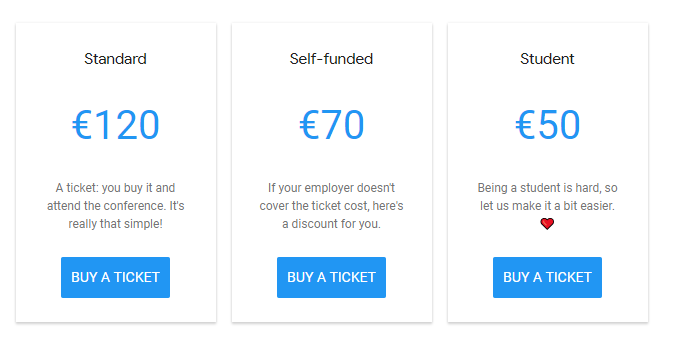 Standard
€120
A ticket: you buy it and
attend the conference. It's
really that simple!
BUY A TICKET
Self-funded
€70
If your employer doesn't
cover the ticket cost, here's
a discount for you.
BUY A TICKET
Student
€50
Being a student is hard, so
let us make it a bit easier.
BUY A TICKET